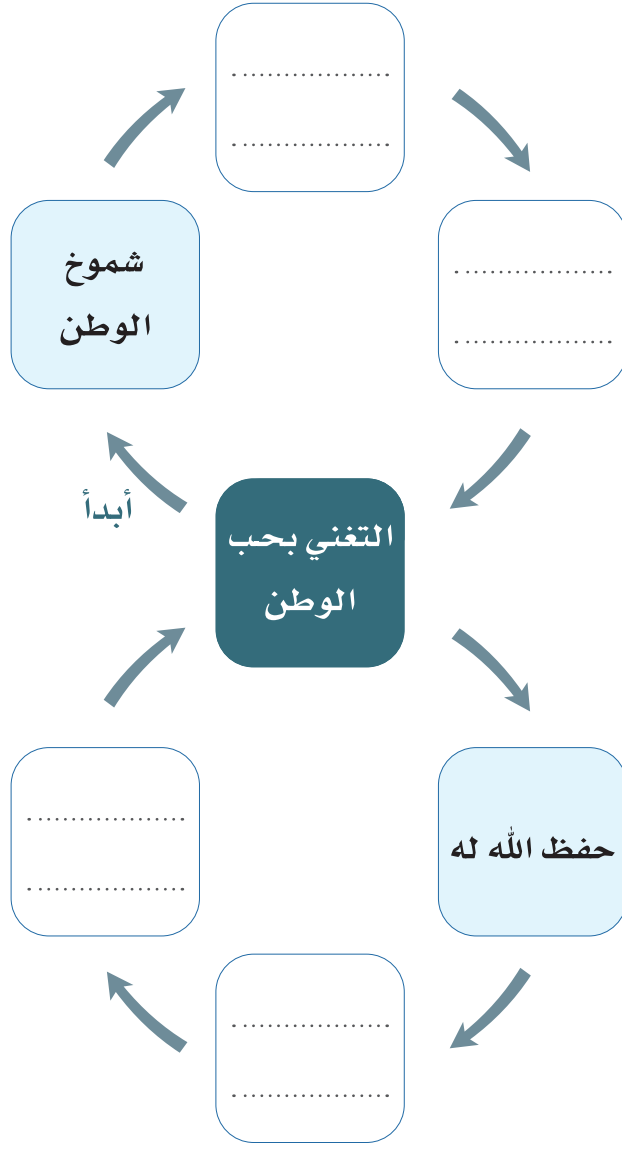 شموخ
الوطن
أبدأ
التغني بحب
الوطن
حفظ الله له